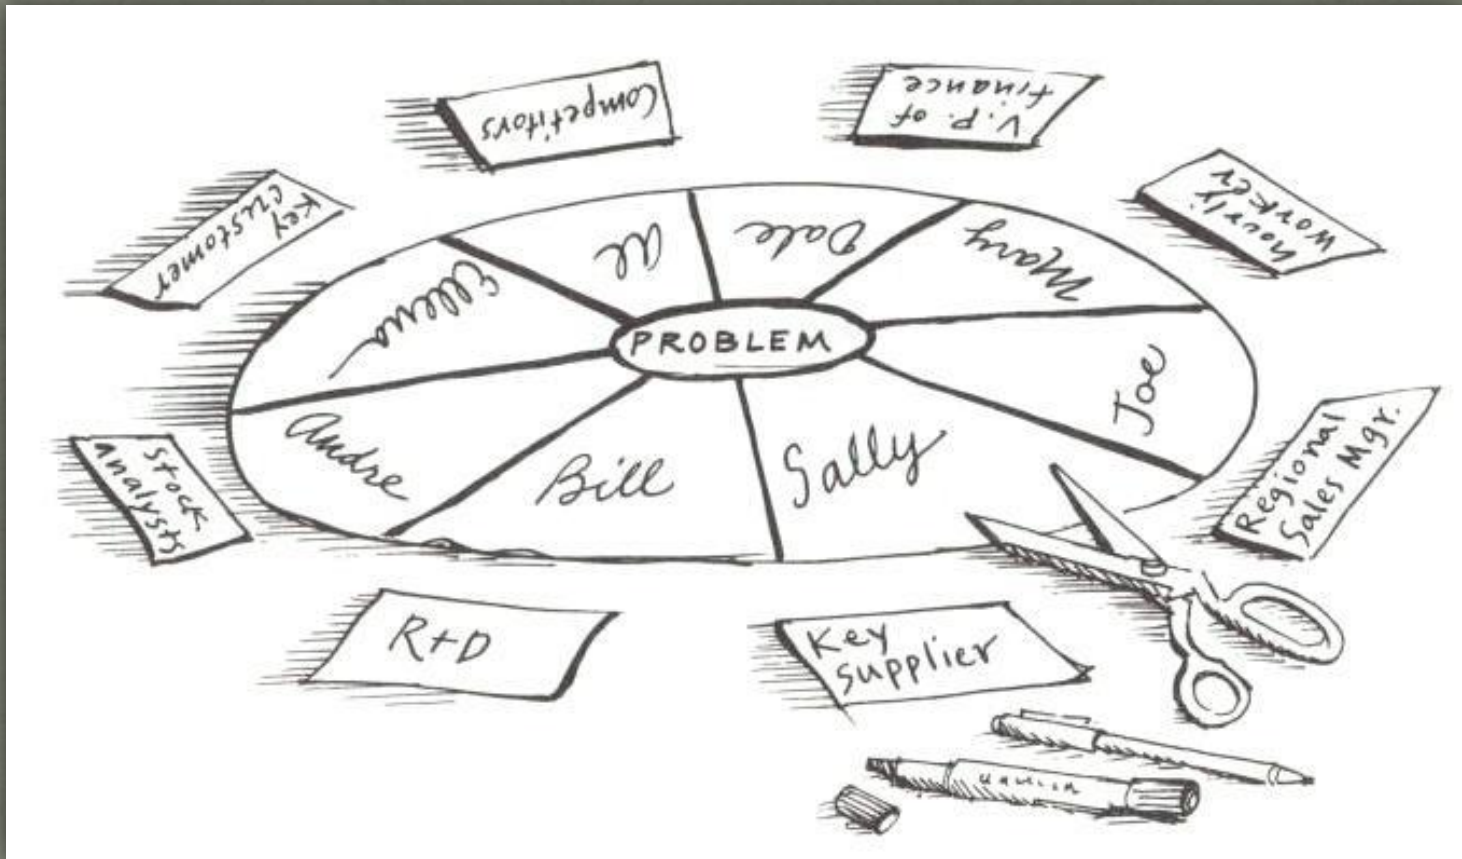 Competitors
V.P. of
finance
Key
Customer
hourly
worker
Al
Dale
Mary
Ellena
PROBLEM
Joe
Andre
Bill
Sally
Stock
analysts
Regional
Sales Mgr.
R+D
Key
supplier